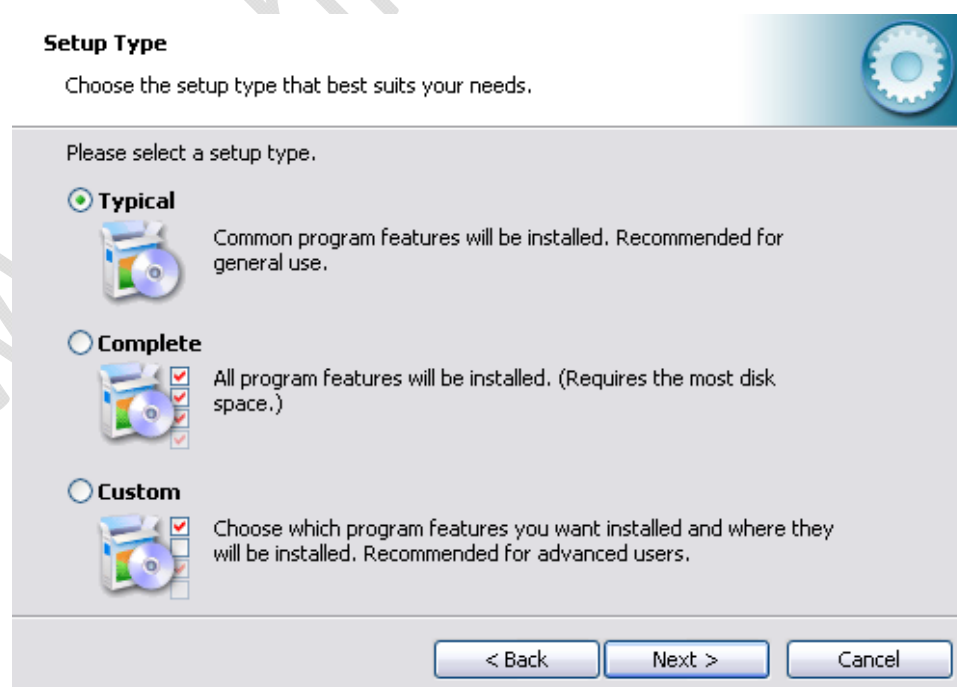 Setup Type
Choose the setup type that best suits your needs.
Please select a setup type.
Typical
Common program features will be installed. Recommended for
general use.
Complete
All program features will be installed. (Requires the most disk
space.)
Custom
Choose which program features you want installed and where they
will be installed. Recommended for advanced users.
< Back
Next >
Cancel